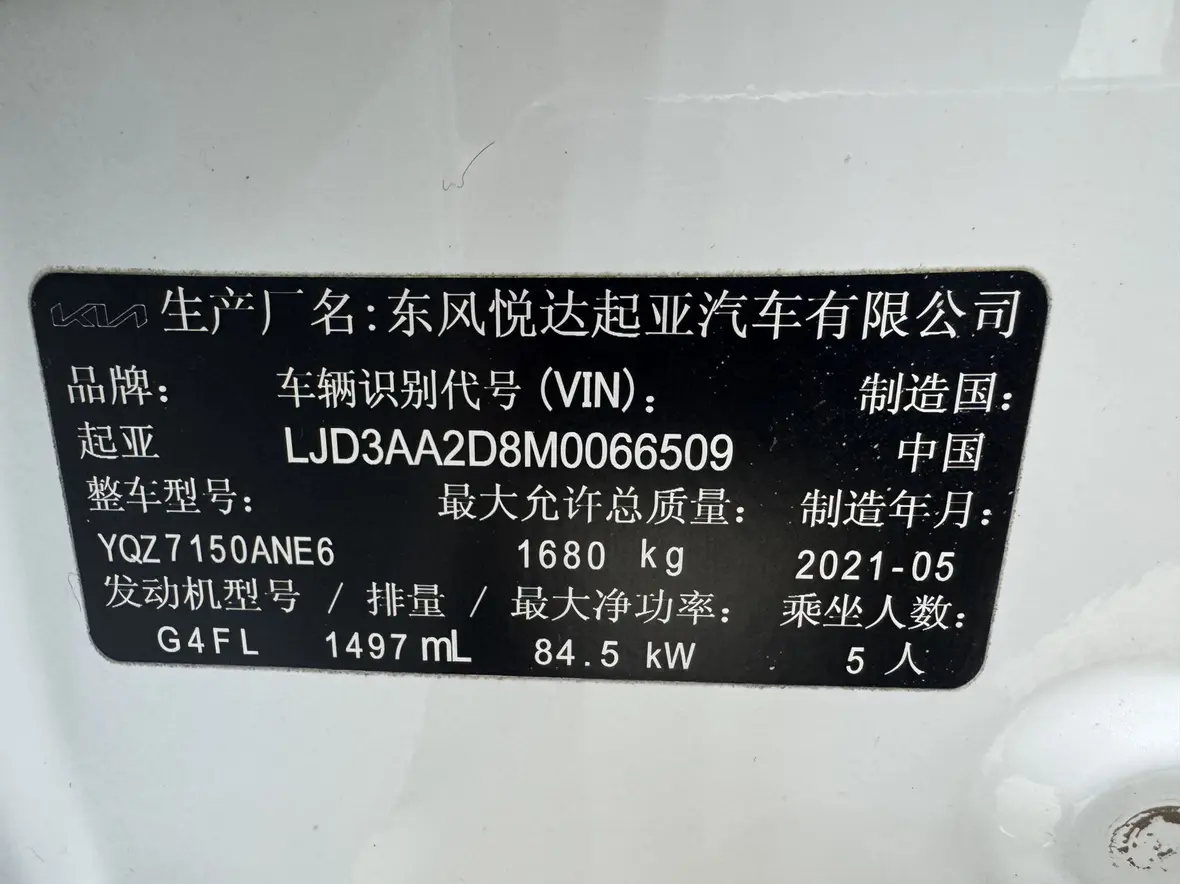 KIA 生产厂名:东风悦达起亚汽车有限公司
品牌: 车辆识别代号(VIN): 制造国:
起亚 LJD3AA2D8M0066509 中国
整车型号: 最大允许总质量: 制造年月:
YQZ7150ANE6 1680 kg 2021-05
发动机型号 / 排量 / 最大净功率: 乘坐人数:
G4FL 1497 mL 84.5 kW 5 人